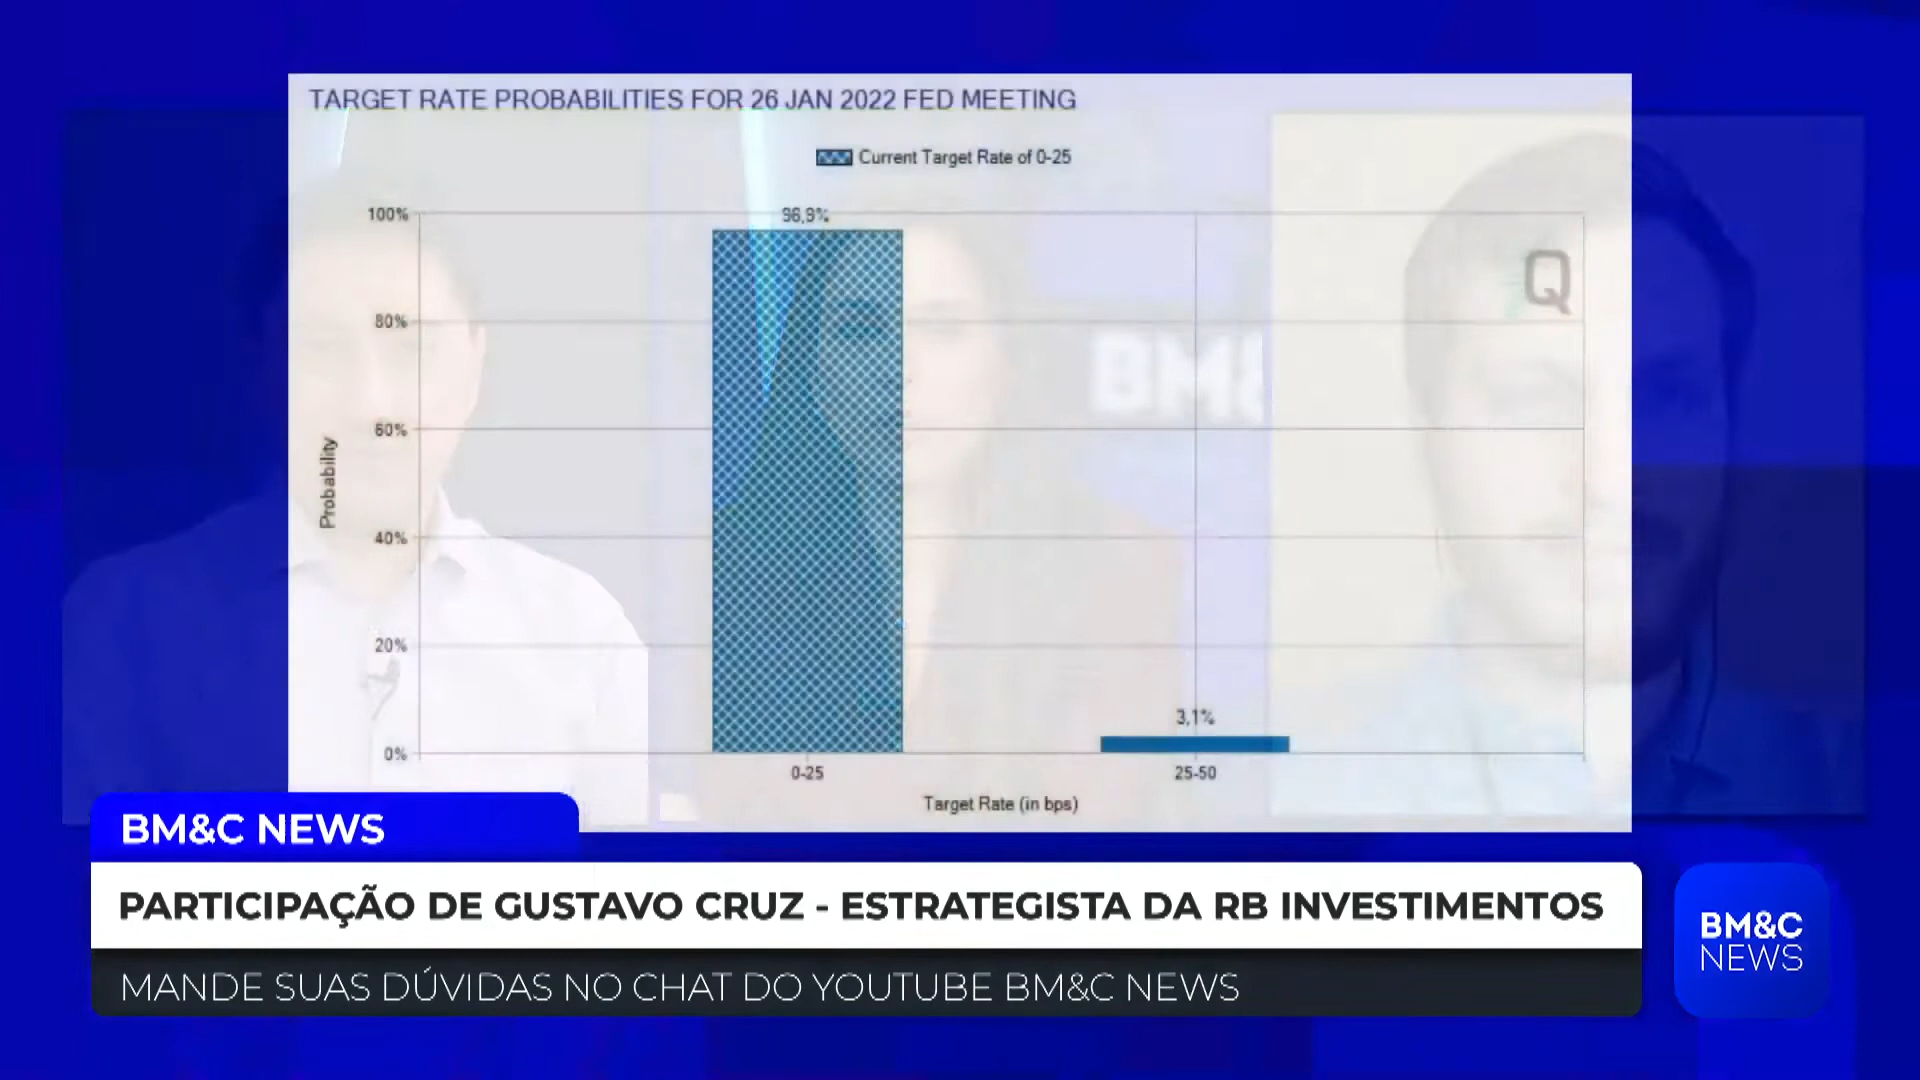 TARGET RATE PROBABILITIES FOR 26 JAN 2022 FED MEETING
Current Target Rate of 0-25
Q
Probability
100%
80%
60%
40%
20%
0%
96,9%
3,1%
0-25
25-50
Target Rate (in bps)
BM&
BM&C NEWS
PARTICIPAÇÃO DE GUSTAVO CRUZ - ESTRATEGISTA DA RB INVESTIMENTOS
MANDE SUAS DÚVIDAS NO CHAT DO YOUTUBE BM&C NEWS
BM&C
NEWS